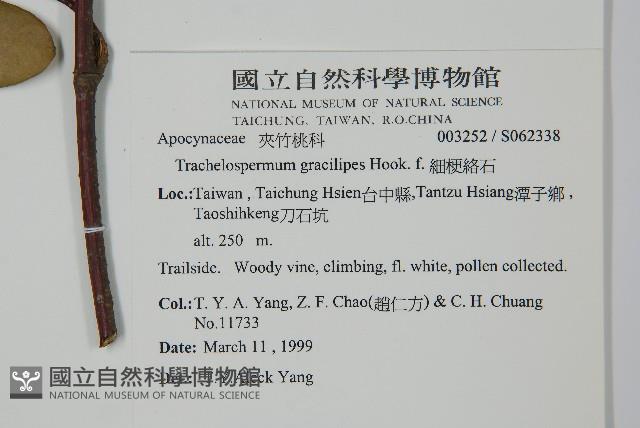 國立自然科學博物館
NATIONAL MUSEUM OF NATURAL SCIENCE
TAICHUNG, TAIWAN, R.O.CHINA
Apocynaceae 夾竹桃科 003252 / S062338
Trachelospermum gracilipes Hook. f. 細梗絡石
Loc.:Taiwan , Taichung Hsien台中縣,Tantzu Hsiang潭子鄉 ,
Taoshihkeng刀石坑
alt. 250 m.
Trailside. Woody vine, climbing, fl. white, pollen collected.
Col.:T. Y. A. Yang, Z. F. Chao(趙仁方) & C. H. Chuang
No.11733
Date: March 11 , 1999
Yang
國立自然科學博物館
NATIONAL MUSEUM OF NATURAL SCIENCE